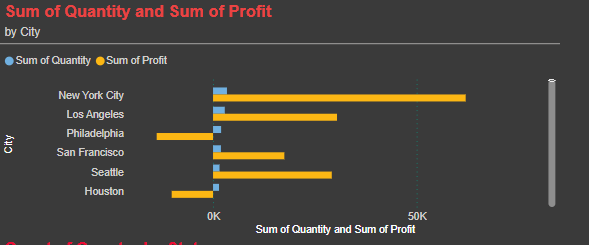 Sum of Quantity and Sum of Profit
by City
Sum of Quantity Sum of Profit
New York City
Los Angeles
Philadelphia
San Francisco
Seattle
Houston
City
0K 50K
Sum of Quantity and Sum of Profit